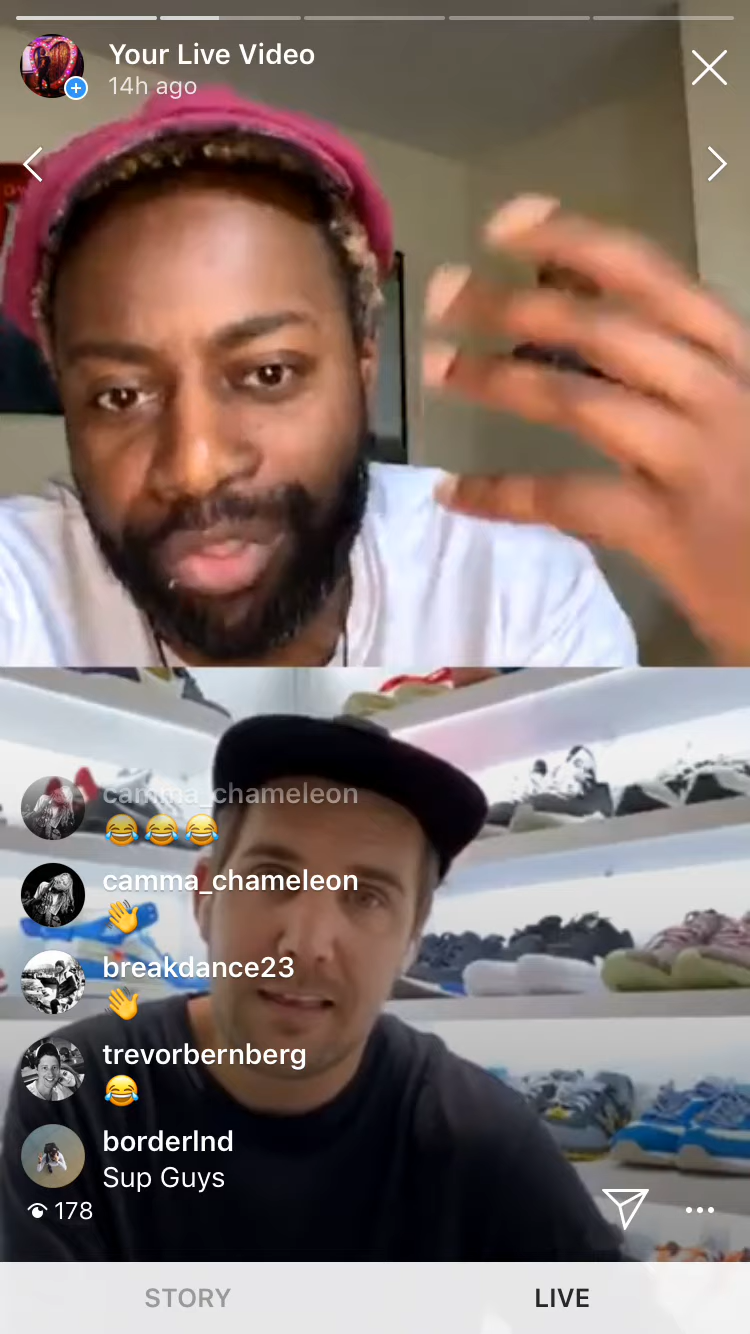 Your Live Video
14h ago
camma_chameleon
😂😂😂
camma_chameleon
👋
breakdance23
👋
trevorbernberg
😂
borderlnd
Sup Guys
178
STORY
LIVE